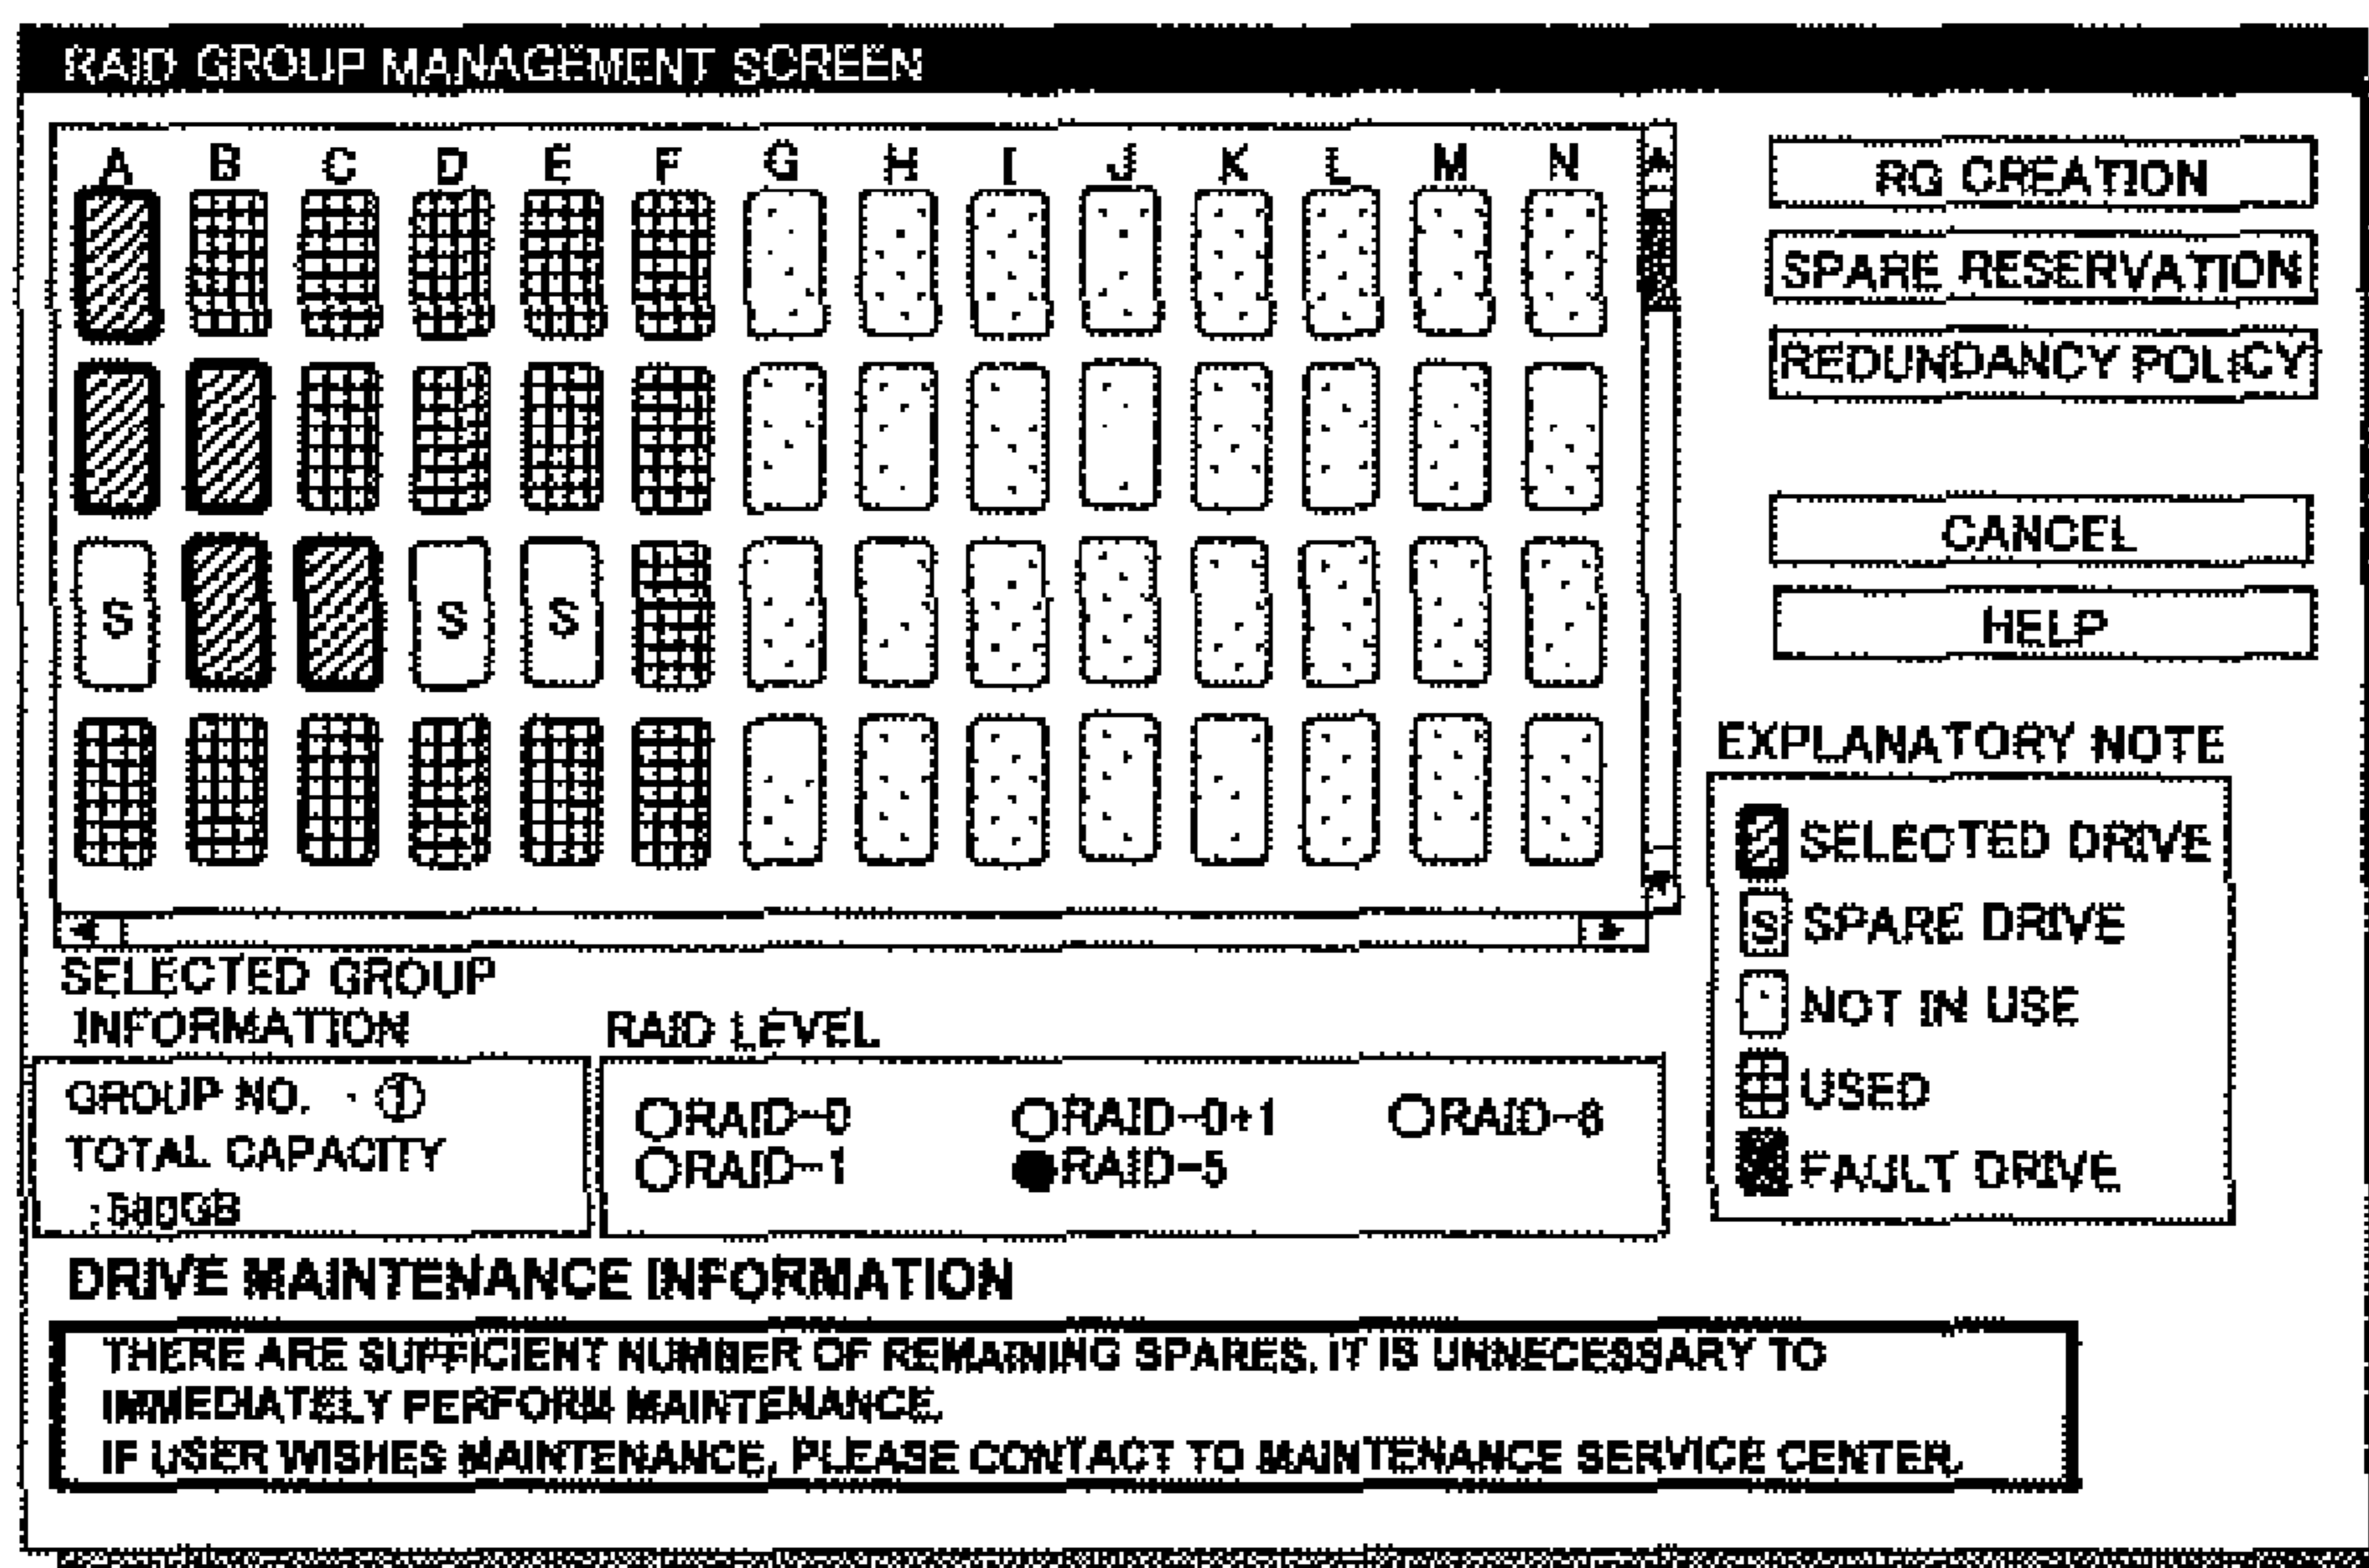 RAID GROUP MANAGEMENT SCREEN
A B C D E F G H I J K L M N
S S S
RG CREATION
SPARE RESERVATION
REDUNDANCY POLICY
CANCEL
HELP
EXPLANATORY NOTE
SELECTED DRIVE
S SPARE DRIVE
NOT IN USE
USED
FAULT DRIVE
SELECTED GROUP
INFORMATION
GROUP NO. : ①
TOTAL CAPACITY
RAID LEVEL
RAID-0 RAID-0+1 RAID-6
RAID-1 RAID-5
DRIVE MAINTENANCE INFORMATION
THERE ARE SUFFICIENT NUMBER OF REMAINING SPARES. IT IS UNNECESSARY TO
IMMEDIATELY PERFORM MAINTENANCE.
IF USER WISHES MAINTENANCE, PLEASE CONTACT TO MAINTENANCE SERVICE CENTER.